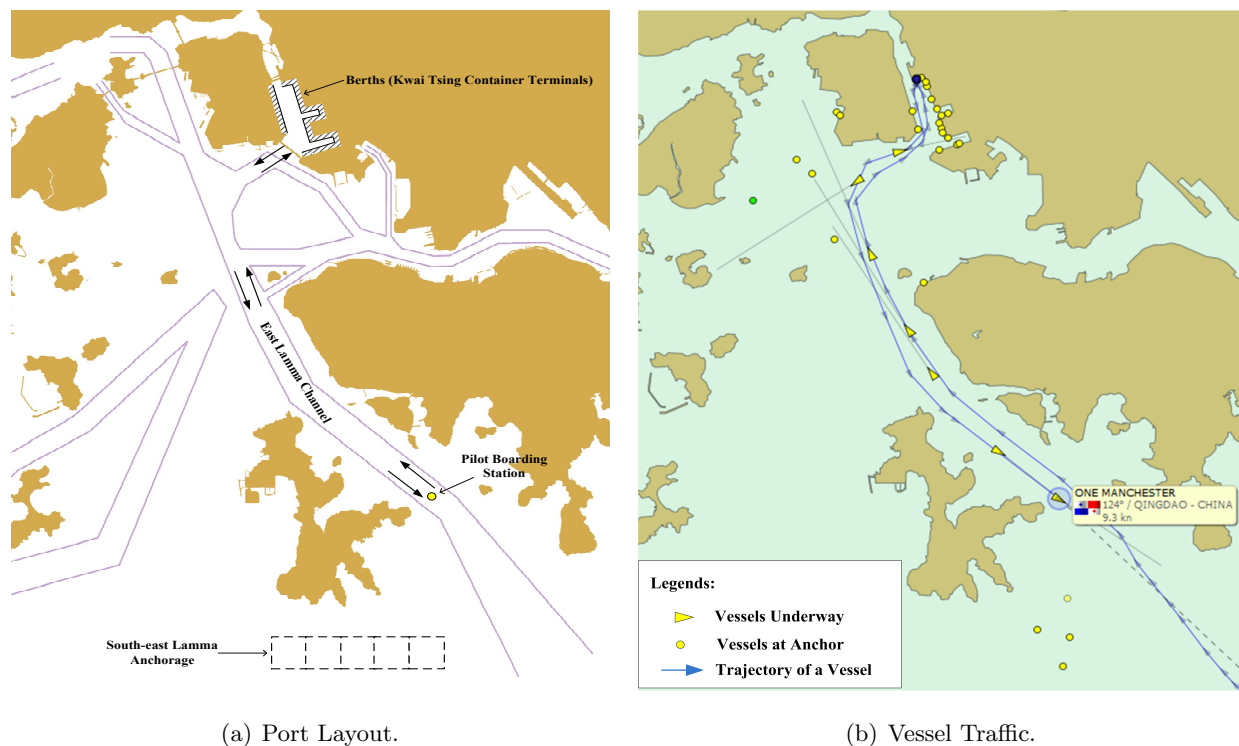 Berths (Kwai Tsing Container Terminals)
East Lamma Channel
Pilot Boarding
Station
South-east Lamma
Anchorage
(a) Port Layout.
ONE MANCHESTER
124° / QINGDAO - CHINA
9.3 kn
Legends:
Vessels Underway
Vessels at Anchor
Trajectory of a Vessel
(b) Vessel Traffic.